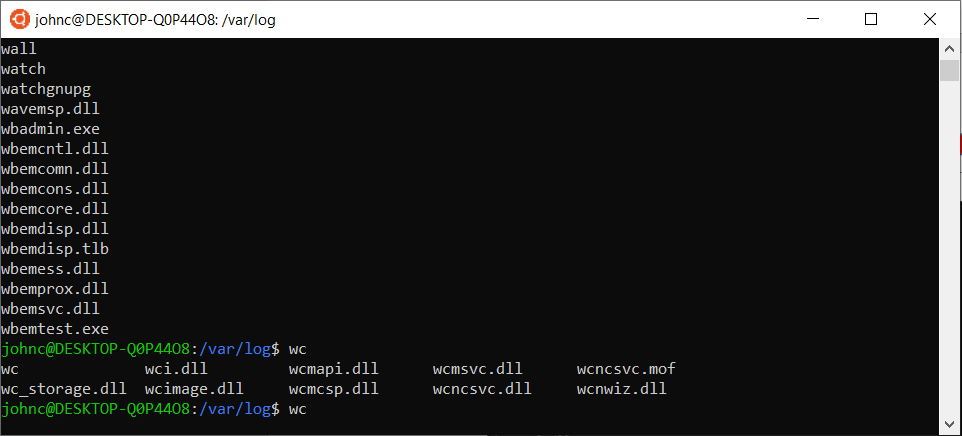 johnc@DESKTOP-Q0P44O8: /var/log
wall
watch
watchgnupg
wavemsp.dll
wbadmin.exe
wbemcntl.dll
wbemcomn.dll
wbemcons.dll
wbemcore.dll
wbemdisp.dll
wbemdisp.tlb
wbemess.dll
wbemprox.dll
wbemsvc.dll
wbemtest.exe
johnc@DESKTOP-Q0P44O8:/var/log$ wc
wc wci.dll wcmapi.dll wcmsvc.dll wcncsvc.mof
wc_storage.dll wcimage.dll wcmcsp.dll wcncsvc.dll wcnwiz.dll
johnc@DESKTOP-Q0P44O8:/var/log$ wc